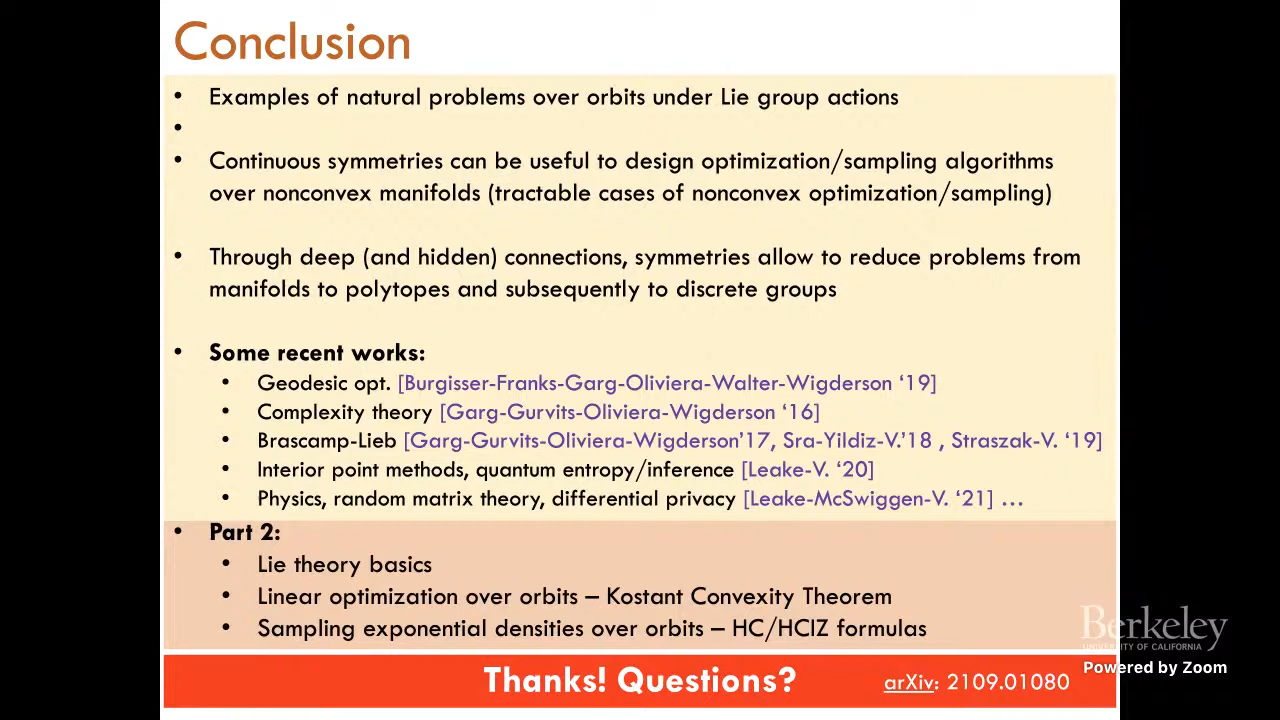 Conclusion
• Examples of natural problems over orbits under Lie group actions
•
• Continuous symmetries can be useful to design optimization/sampling algorithms
over nonconvex manifolds (tractable cases of nonconvex optimization/sampling)
• Through deep (and hidden) connections, symmetries allow to reduce problems from
manifolds to polytopes and subsequently to discrete groups
• Some recent works:
• Geodesic opt. [Burgisser-Franks-Garg-Oliviera-Walter-Wigderson ‘19]
• Complexity theory [Garg-Gurvits-Oliviera-Wigderson ‘16]
• Brascamp-Lieb [Garg-Gurvits-Oliviera-Wigderson’17, Sra-Yildiz-V.’18 , Straszak-V. ‘19]
• Interior point methods, quantum entropy/inference [Leake-V. ‘20]
• Physics, random matrix theory, differential privacy [Leake-McSwiggen-V. ‘21] …
• Part 2:
• Lie theory basics
• Linear optimization over orbits – Kostant Convexity Theorem
• Sampling exponential densities over orbits – HC/HCIZ formulas
Berkeley
UNIVERSITY OF CALIFORNIA
Powered by Zoom
Thanks! Questions?
arXiv: 2109.01080